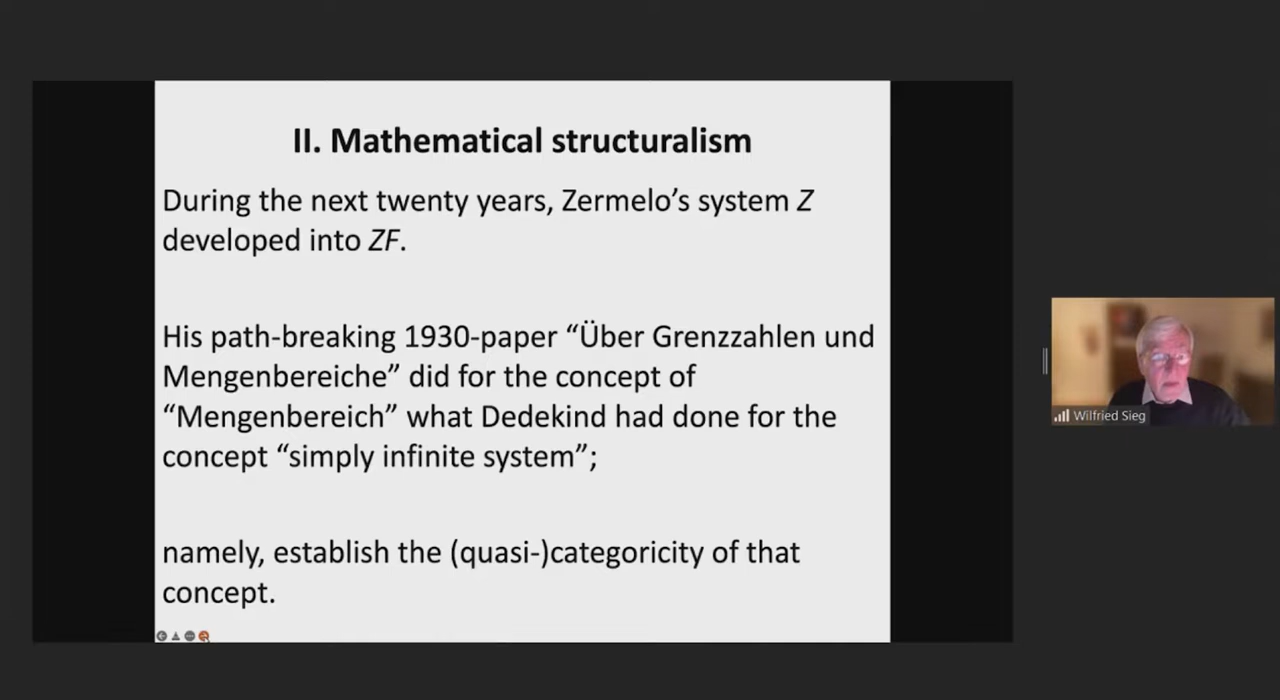 II. Mathematical structuralism
During the next twenty years, Zermelo’s system Z
developed into ZF.
His path-breaking 1930-paper “Über Grenzzahlen und
Mengenbereiche” did for the concept of
“Mengenbereich” what Dedekind had done for the
concept “simply infinite system”;
namely, establish the (quasi-)categoricity of that
concept.
Wilfried Sieg